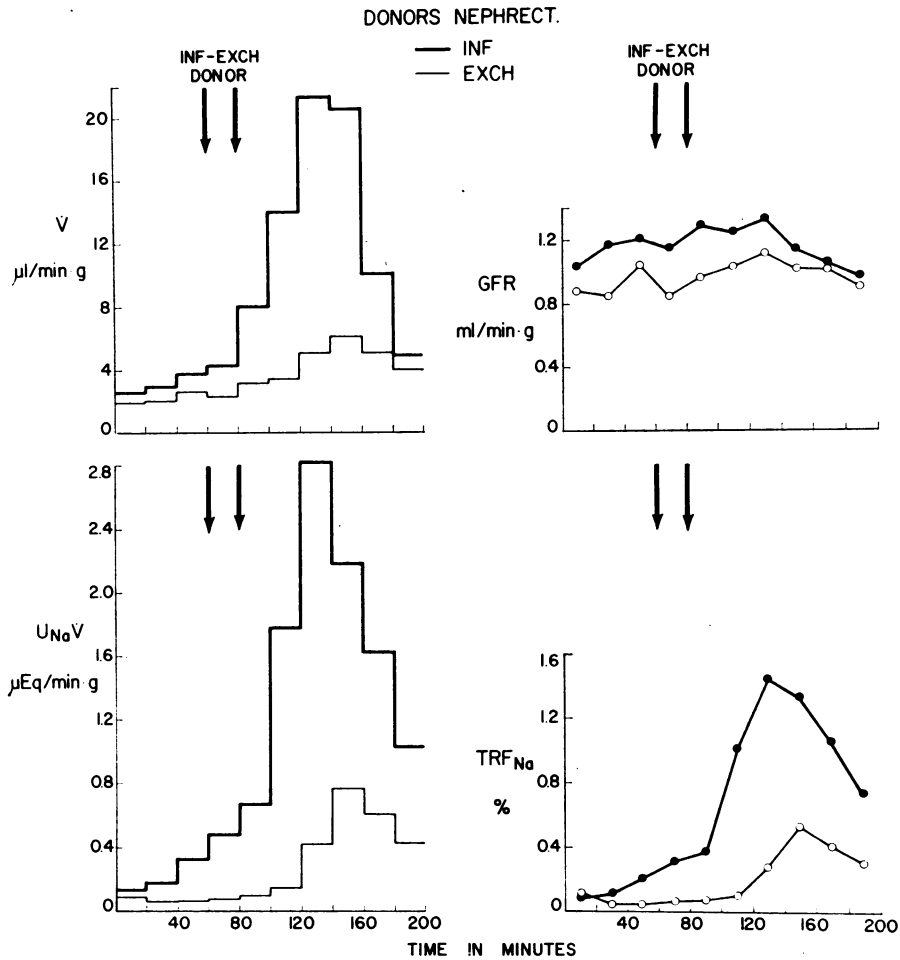 DONORS NEPHRECT.
INF
EXCH
INF-EXCH
DONOR
20
16
12
8
4
0
V̇
μl/min·g
INF-EXCH
DONOR
1.2
0.8
0.4
0
GFR
ml/min·g
2.8
2.4
2.0
1.6
1.2
0.8
0.4
0
UNaV̇
μEq/min·g
40
80
120
160
200
1.6
1.2
0.8
0.4
0
TRFNa
%
40
80
120
160
200
TIME IN MINUTES